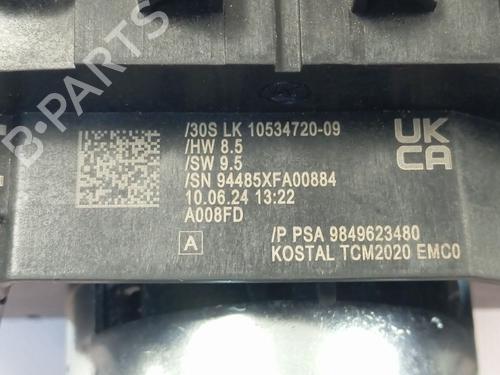 /30S LK 10534720-09
/HW 8.5
/SW 9.5
/SN 94485XFA00884
10.06.24 13:22
A008FD
A
UK
CA
/P PSA 9849623480
KOSTAL TCM2020 EMC0
B-PARTS